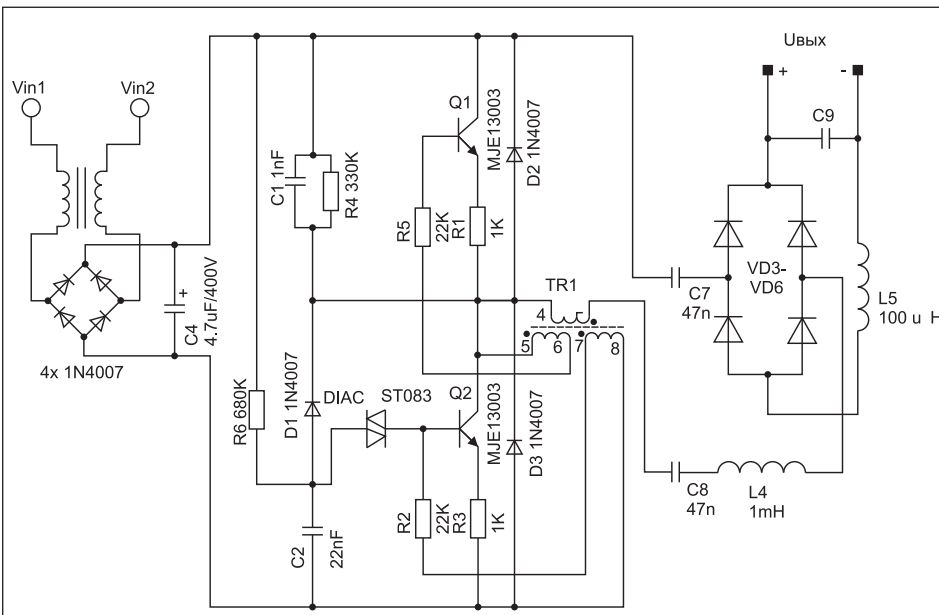 Uвых
+
-
C9
Vin1
Vin2
Q1
MJE13003
D2 1N4007
C1 1nF
R4 330K
R5
22K
R1
1K
C4
4.7uF/400V
+
4x 1N4007
TR1
4
5
6
7
8
C7
47n
VD3-
VD6
L5
100 u H
R6 680K
D1 1N4007
DIAC
ST083
Q2
MJE13003
D3 1N4007
C8
47n
L4
1mH
C2
22nF
R2
22K
R3
1K